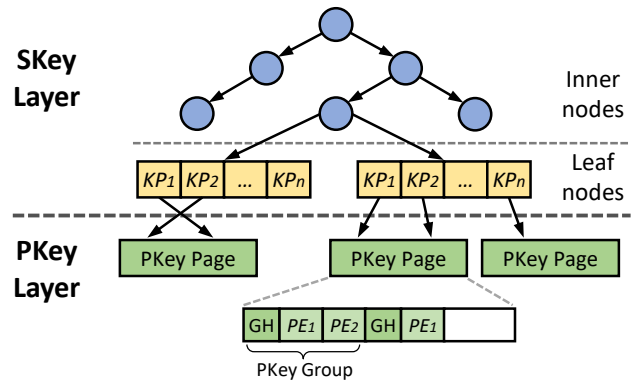 SKey
Layer
Inner
nodes
Leaf
nodes
KP1 KP2 ... KPn
KP1 KP2 ... KPn
PKey
Layer
PKey Page
PKey Page
PKey Page
GH PE1 PE2 GH PE1
PKey Group